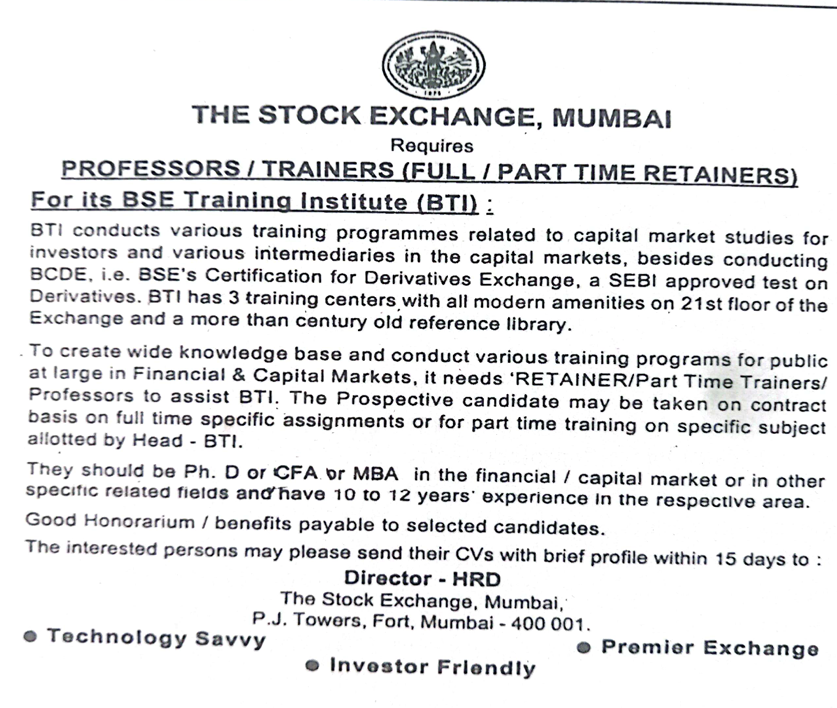 1875
THE STOCK EXCHANGE, MUMBAI
Requires
PROFESSORS / TRAINERS (FULL / PART TIME RETAINERS)
For its BSE Training Institute (BTI) :
BTI conducts various training programmes related to capital market studies for
investors and various intermediaries in the capital markets, besides conducting
BCDE, i.e. BSE's Certification for Derivatives Exchange, a SEBI approved test on
Derivatives. BTI has 3 training centers with all modern amenities on 21st floor of the
Exchange and a more than century old reference library.
To create wide knowledge base and conduct various training programs for public
at large in Financial & Capital Markets, it needs 'RETAINER/Part Time Trainers/
Professors to assist BTI. The Prospective candidate may be taken on contract
basis on full time specific assignments or for part time training on specific subject
allotted by Head - BTI.
They should be Ph. D or CFA or MBA in the financial / capital market or in other
specific related fields and have 10 to 12 years' experience in the respective area.
Good Honorarium / benefits payable to selected candidates.
The interested persons may please send their CVs with brief profile within 15 days to :
Director - HRD
The Stock Exchange, Mumbai,
P.J. Towers, Fort, Mumbai - 400 001.
● Technology Savvy
● Premier Exchange
● Investor Friendly